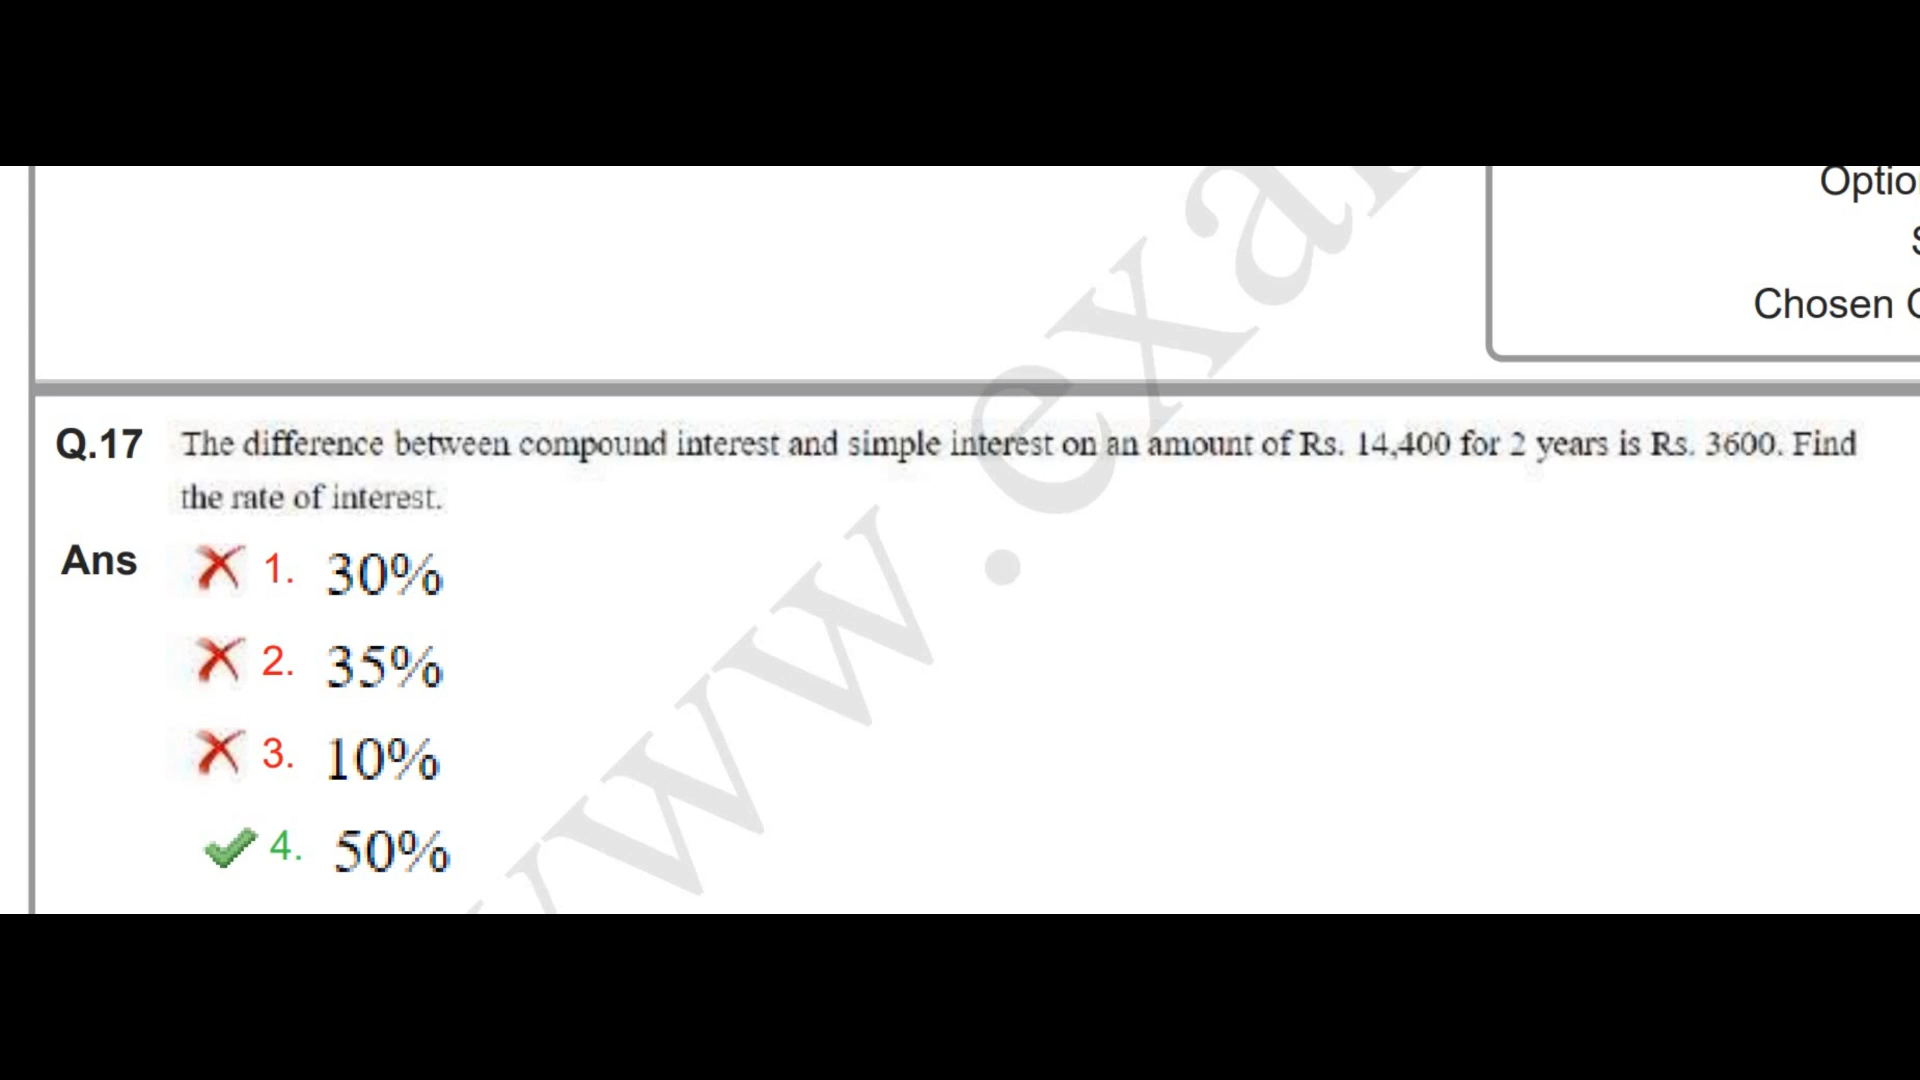 Optio
Chosen
Q.17 The difference between compound interest and simple interest on an amount of Rs. 14,400 for 2 years is Rs. 3600. Find
the rate of interest.
Ans 1. 30%
2. 35%
3. 10%
4. 50%
www.exa